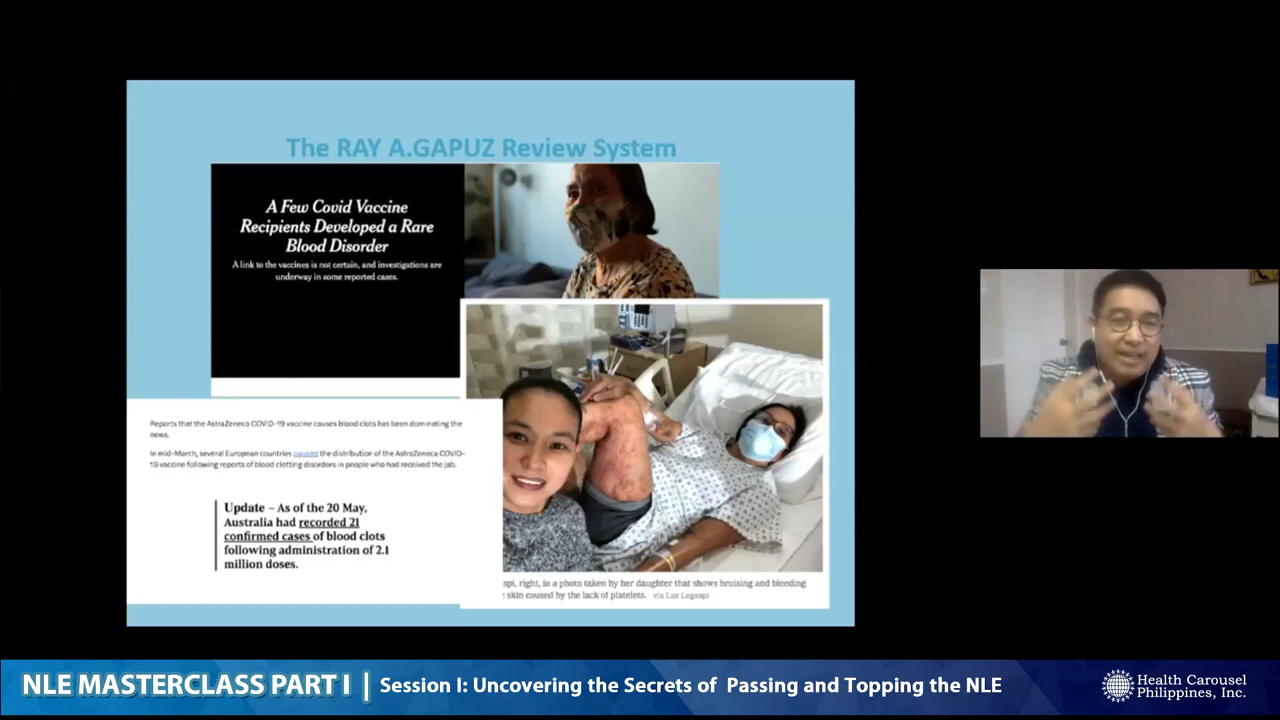 The RAY A.GAPUZ Review System
A Few Covid Vaccine
Recipients Developed a Rare
Blood Disorder
A link to the vaccines is not certain, and investigations are
underway in some reported cases.
Reports that the AstraZeneca COVID-19 vaccine causes blood clots has been dominating the
news.
In mid-March, several European countries paused the distribution of the AstraZeneca COVID-
19 vaccine following reports of blood clotting disorders in people who had received the jab.
Update – As of the 20 May,
Australia had recorded 21
confirmed cases of blood clots
following administration of 2.1
million doses.
spi, right, in a photo taken by her daughter that shows bruising and bleeding
skin caused by the lack of platelets. via Luz Legaspi
NLE MASTERCLASS PART I | Session I: Uncovering the Secrets of Passing and Topping the NLE
Health Carousel
Philippines, Inc.